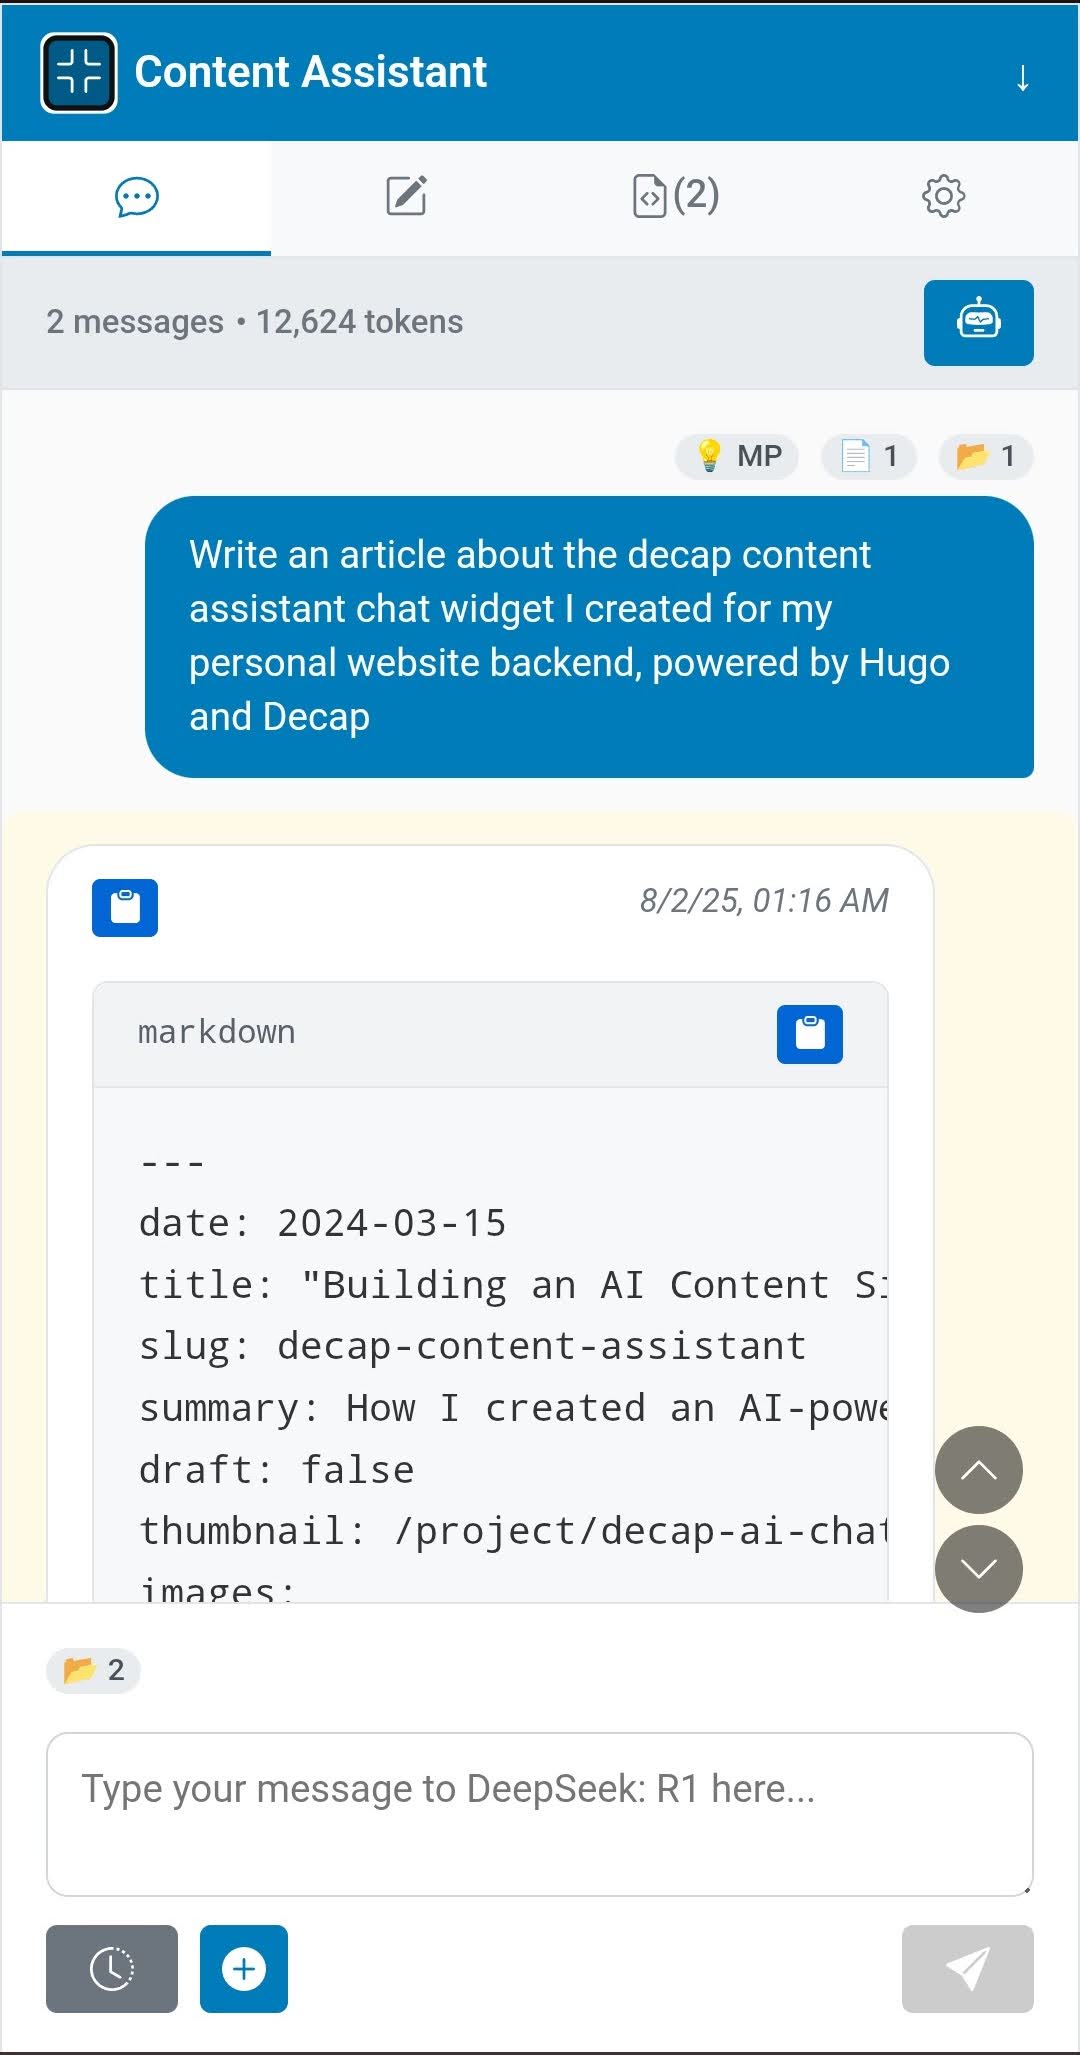 Content Assistant ↓
(2)
2 messages • 12,624 tokens
MP 1 1
Write an article about the decap content
assistant chat widget I created for my
personal website backend, powered by Hugo
and Decap
8/2/25, 01:16 AM
markdown
---
date: 2024-03-15
title: "Building an AI Content Si
slug: decap-content-assistant
summary: How I created an AI-powe
draft: false
thumbnail: /project/decap-ai-chat
images:
2
Type your message to DeepSeek: R1 here...